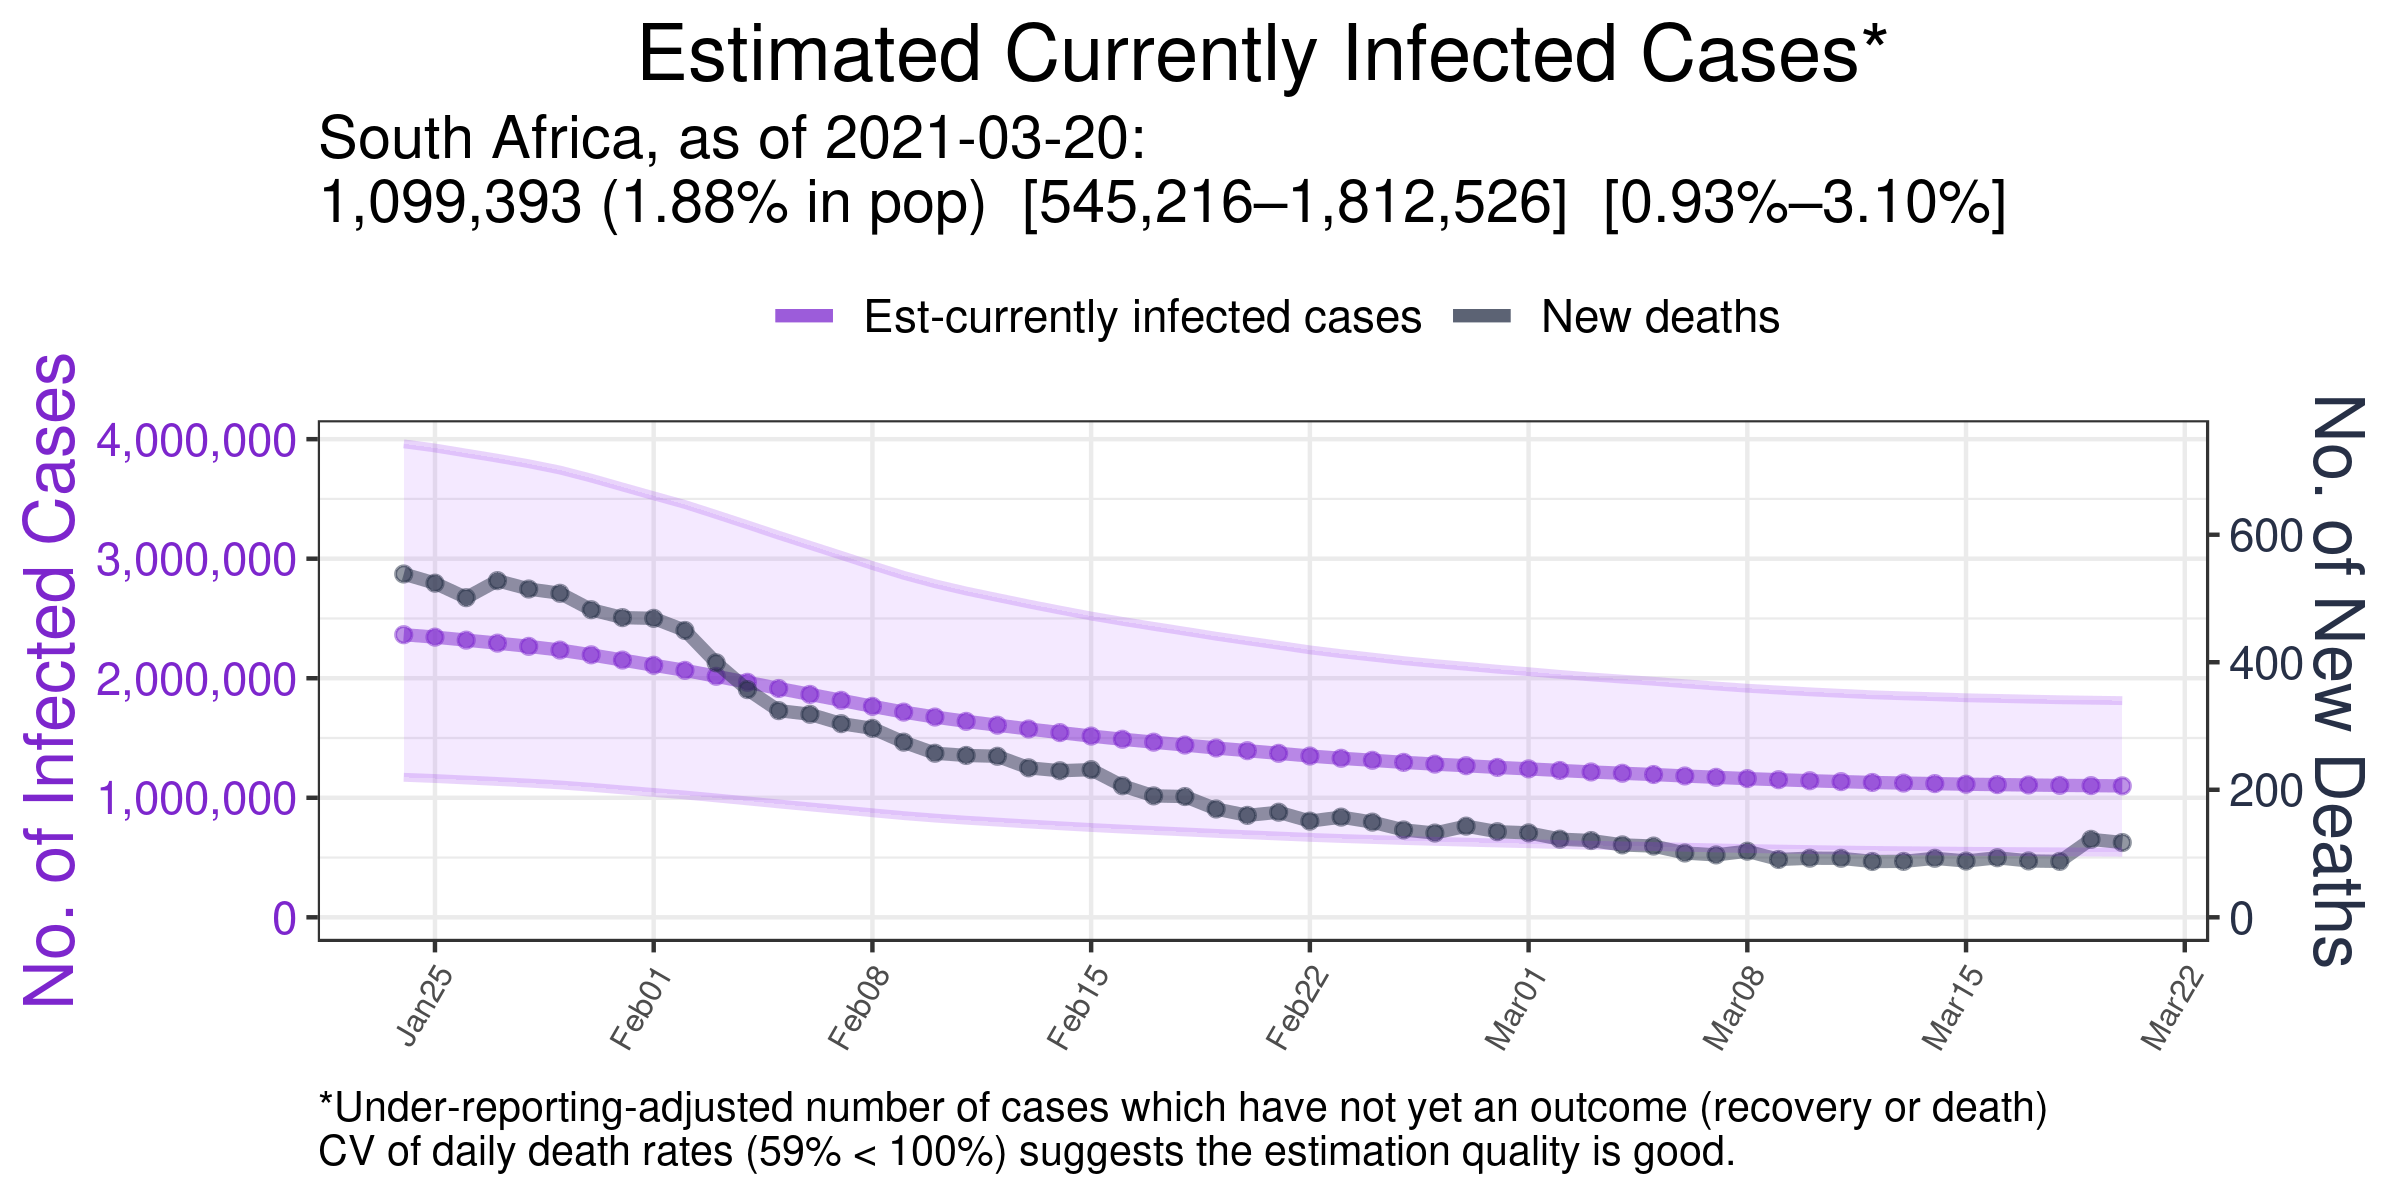 Estimated Currently Infected Cases*
South Africa, as of 2021-03-20:
1,099,393 (1.88% in pop)  [545,216–1,812,526]  [0.93%–3.10%]
Est-currently infected cases
New deaths
No. of Infected Cases
4,000,000
3,000,000
2,000,000
1,000,000
0
No. of New Deaths
600
400
200
0
Jan25
Feb01
Feb08
Feb15
Feb22
Mar01
Mar08
Mar15
Mar22
*Under-reporting-adjusted number of cases which have not yet an outcome (recovery or death)
CV of daily death rates (59% < 100%) suggests the estimation quality is good.